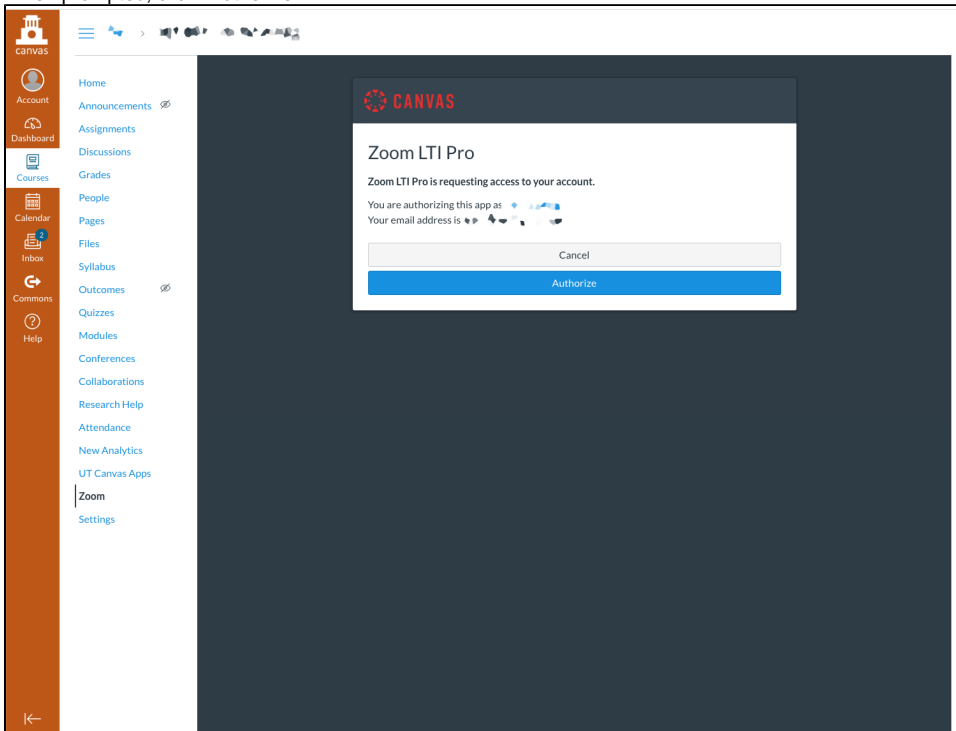 canvas
Account
Dashboard
Courses
Calendar
2
Inbox
Commons
Help
Home
Announcements
Assignments
Discussions
Grades
People
Pages
Files
Syllabus
Outcomes
Quizzes
Modules
Conferences
Collaborations
Research Help
Attendance
New Analytics
UT Canvas Apps
Zoom
Settings
CANVAS
Zoom LTI Pro
Zoom LTI Pro is requesting access to your account.
You are authorizing this app as
Your email address is
Cancel
Authorize